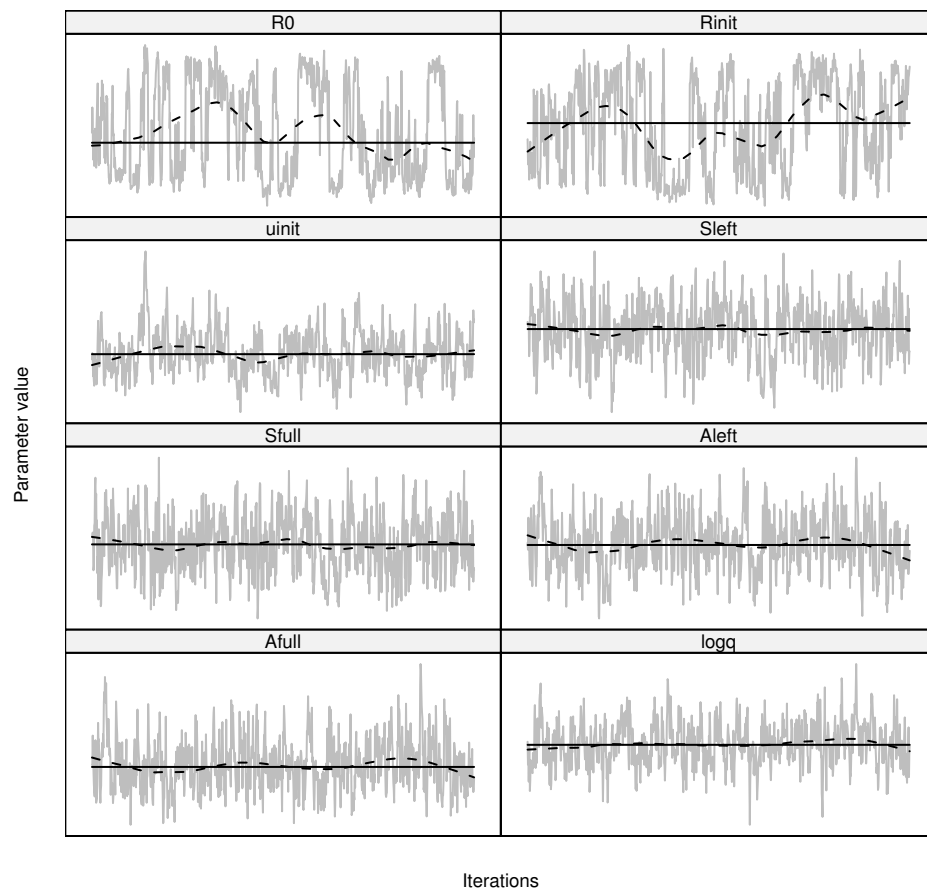 R0
Rinit
uinit
Sleft
Sfull
Aleft
Afull
logq
Parameter value
Iterations